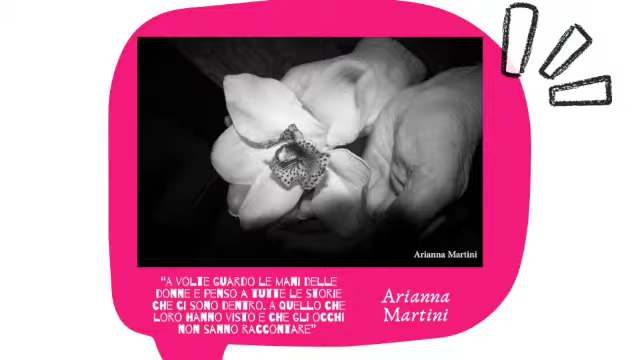 Arianna Martini
"A VOLTE GUARDO LE MANI DELLE
DONNE E PENSO A TUTTE LE STORIE
CHE CI SONO DENTRO. A QUELLO CHE
LORO HANNO VISTO E CHE GLI OCCHI
NON SANNO RACCONTARE"
Arianna
Martini